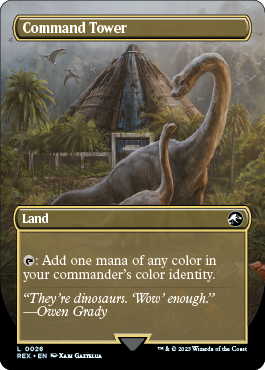 Command Tower
Land
: Add one mana of any color in
your commander's color identity.
“They're dinosaurs. ‘Wow’ enough.”
—Owen Grady
L 0026
REX • EN Xabi Gaztelua
™ & © 2023 Wizards of the Coast